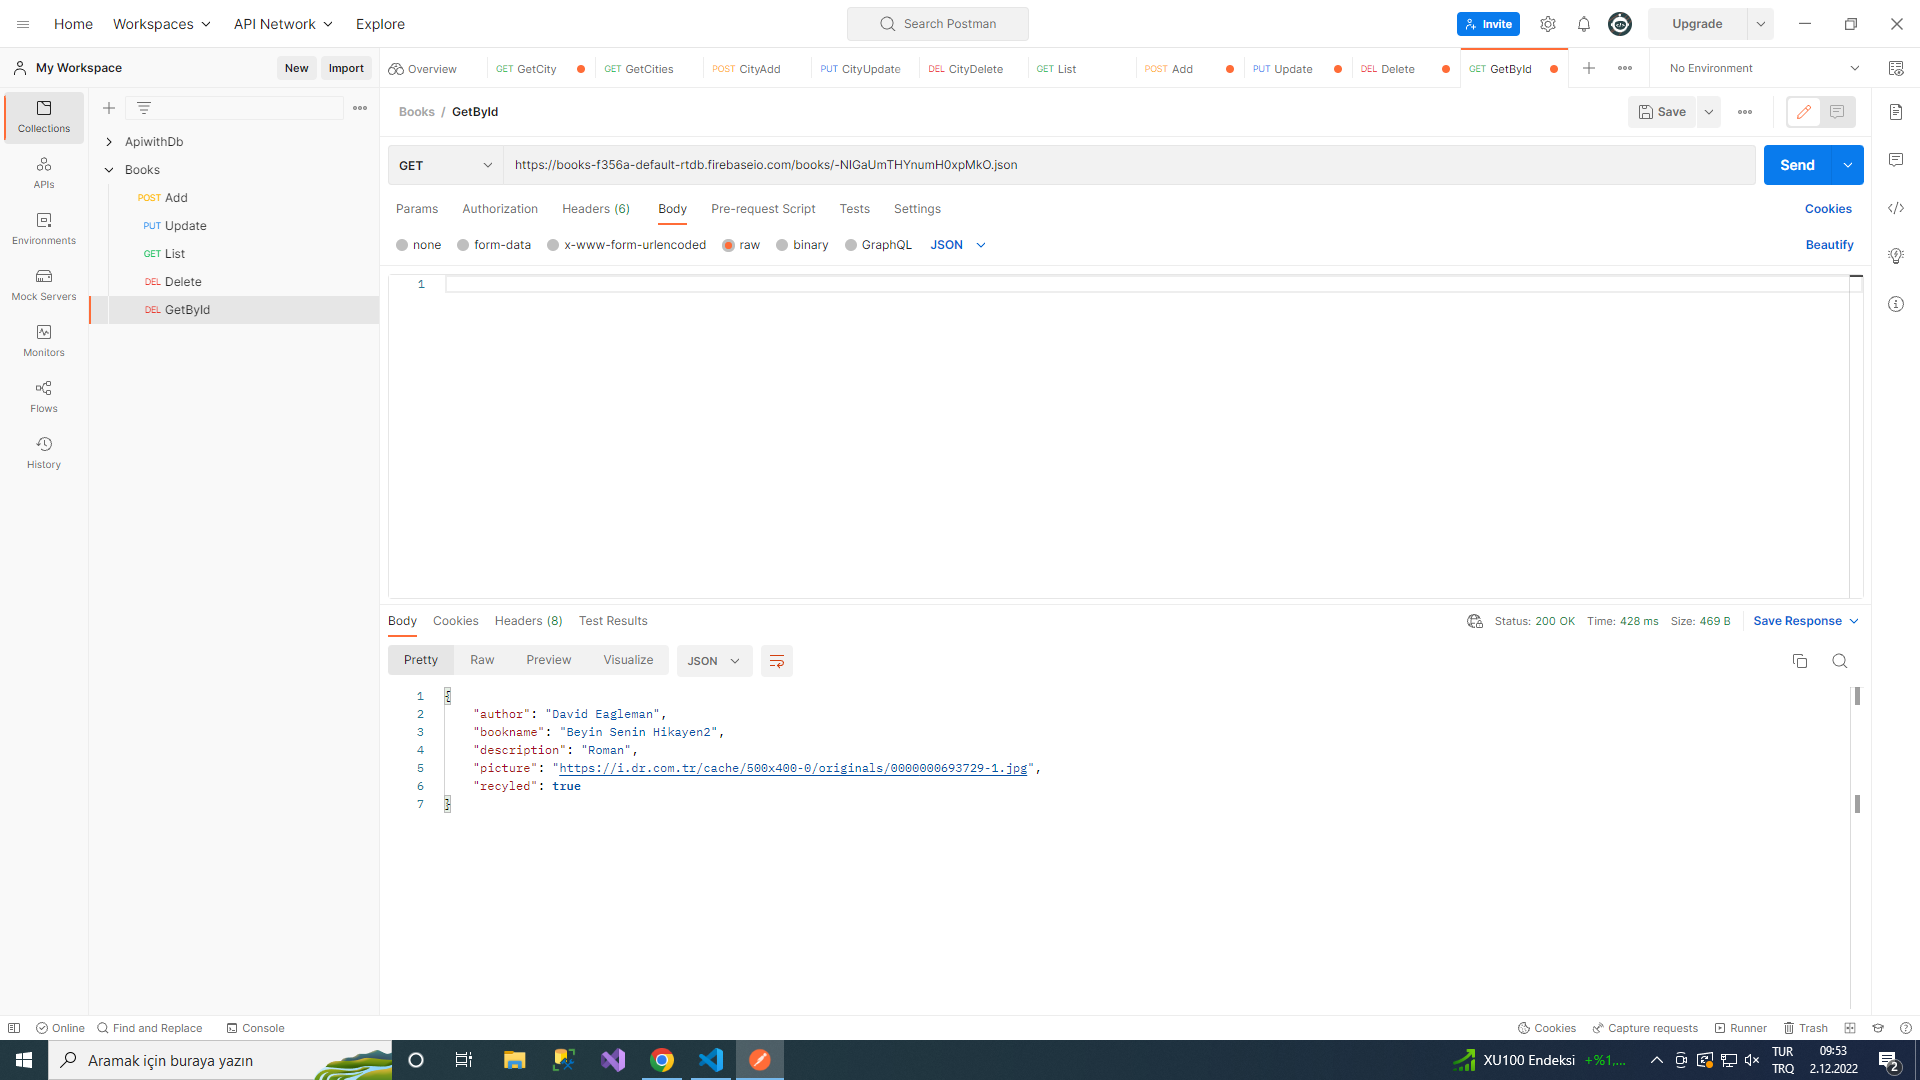 Home Workspaces API Network Explore Search Postman Invite Upgrade
My Workspace New Import Overview GET GetCity GET GetCities POST CityAdd PUT CityUpdate DEL CityDelete GET List POST Add PUT Update DEL Delete GET GetById No Environment
Collections
APIs
Environments
Mock Servers
Monitors
Flows
History
ApiwithDb
Books
POST Add
PUT Update
GET List
DEL Delete
DEL GetById
Books / GetById Save
GET https://books-f356a-default-rtdb.firebaseio.com/books/-NIGaUmTHYnumH0xpMkO.json Send
Params Authorization Headers (6) Body Pre-request Script Tests Settings Cookies
none form-data x-www-form-urlencoded raw binary GraphQL JSON Beautify
1
Body Cookies Headers (8) Test Results Status: 200 OK Time: 428 ms Size: 469 B Save Response
Pretty Raw Preview Visualize JSON
1 {
2 "author": "David Eagleman",
3 "bookname": "Beyin Senin Hikayen2",
4 "description": "Roman",
5 "picture": "https://i.dr.com.tr/cache/500x400-0/originals/0000000693729-1.jpg",
6 "recyled": true
7 }
Online Find and Replace Console Cookies Capture requests Runner Trash
Aramak için buraya yazın XU100 Endeksi +%1,... TUR TRQ 09:53 2.12.2022 2